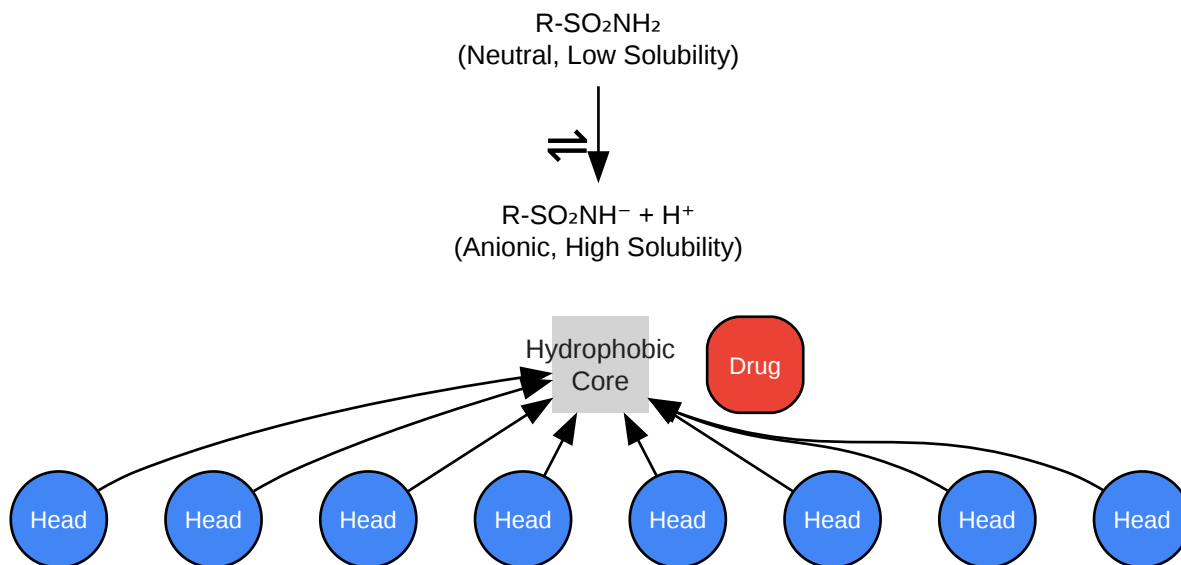 R-SO₂NH₂
(Neutral, Low Solubility)
⇌
R-SO₂NH⁻ + H⁺
(Anionic, High Solubility)
Hydrophobic
Core
Drug
Head Head Head Head Head Head Head Head